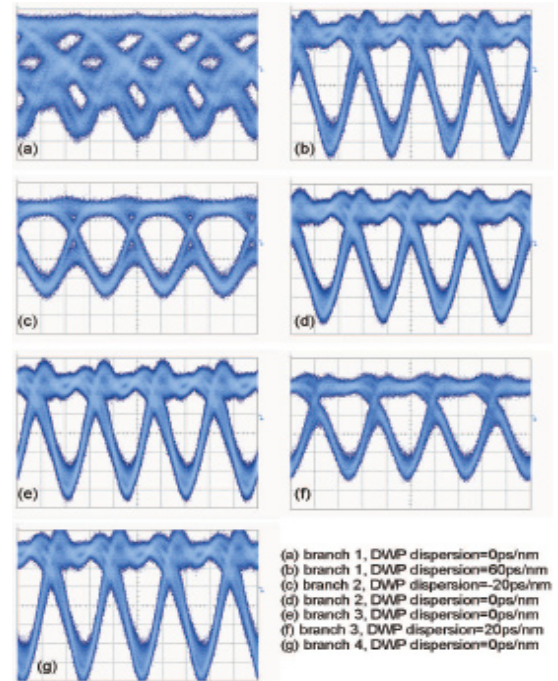 (a)
(b)
(c)
(d)
(e)
(f)
(g)
(a) branch 1, DWP dispersion=0ps/nm
(b) branch 1, DWP dispersion=60ps/nm
(c) branch 2, DWP dispersion=-20ps/nm
(d) branch 2, DWP dispersion=0ps/nm
(e) branch 3, DWP dispersion=0ps/nm
(f) branch 3, DWP dispersion=20ps/nm
(g) branch 4, DWP dispersion=0ps/nm